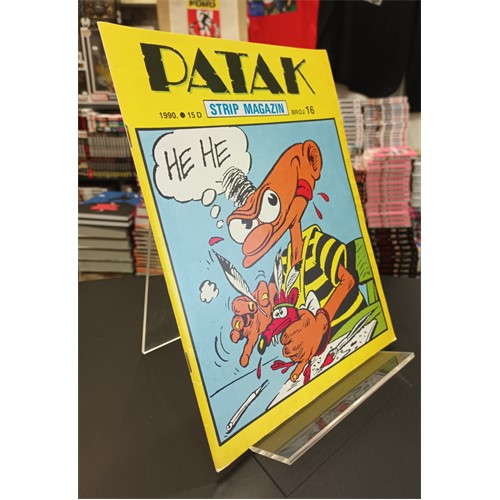 PATAK
1990. ● 15 D
STRIP MAGAZIN
BROJ 16
HE HE